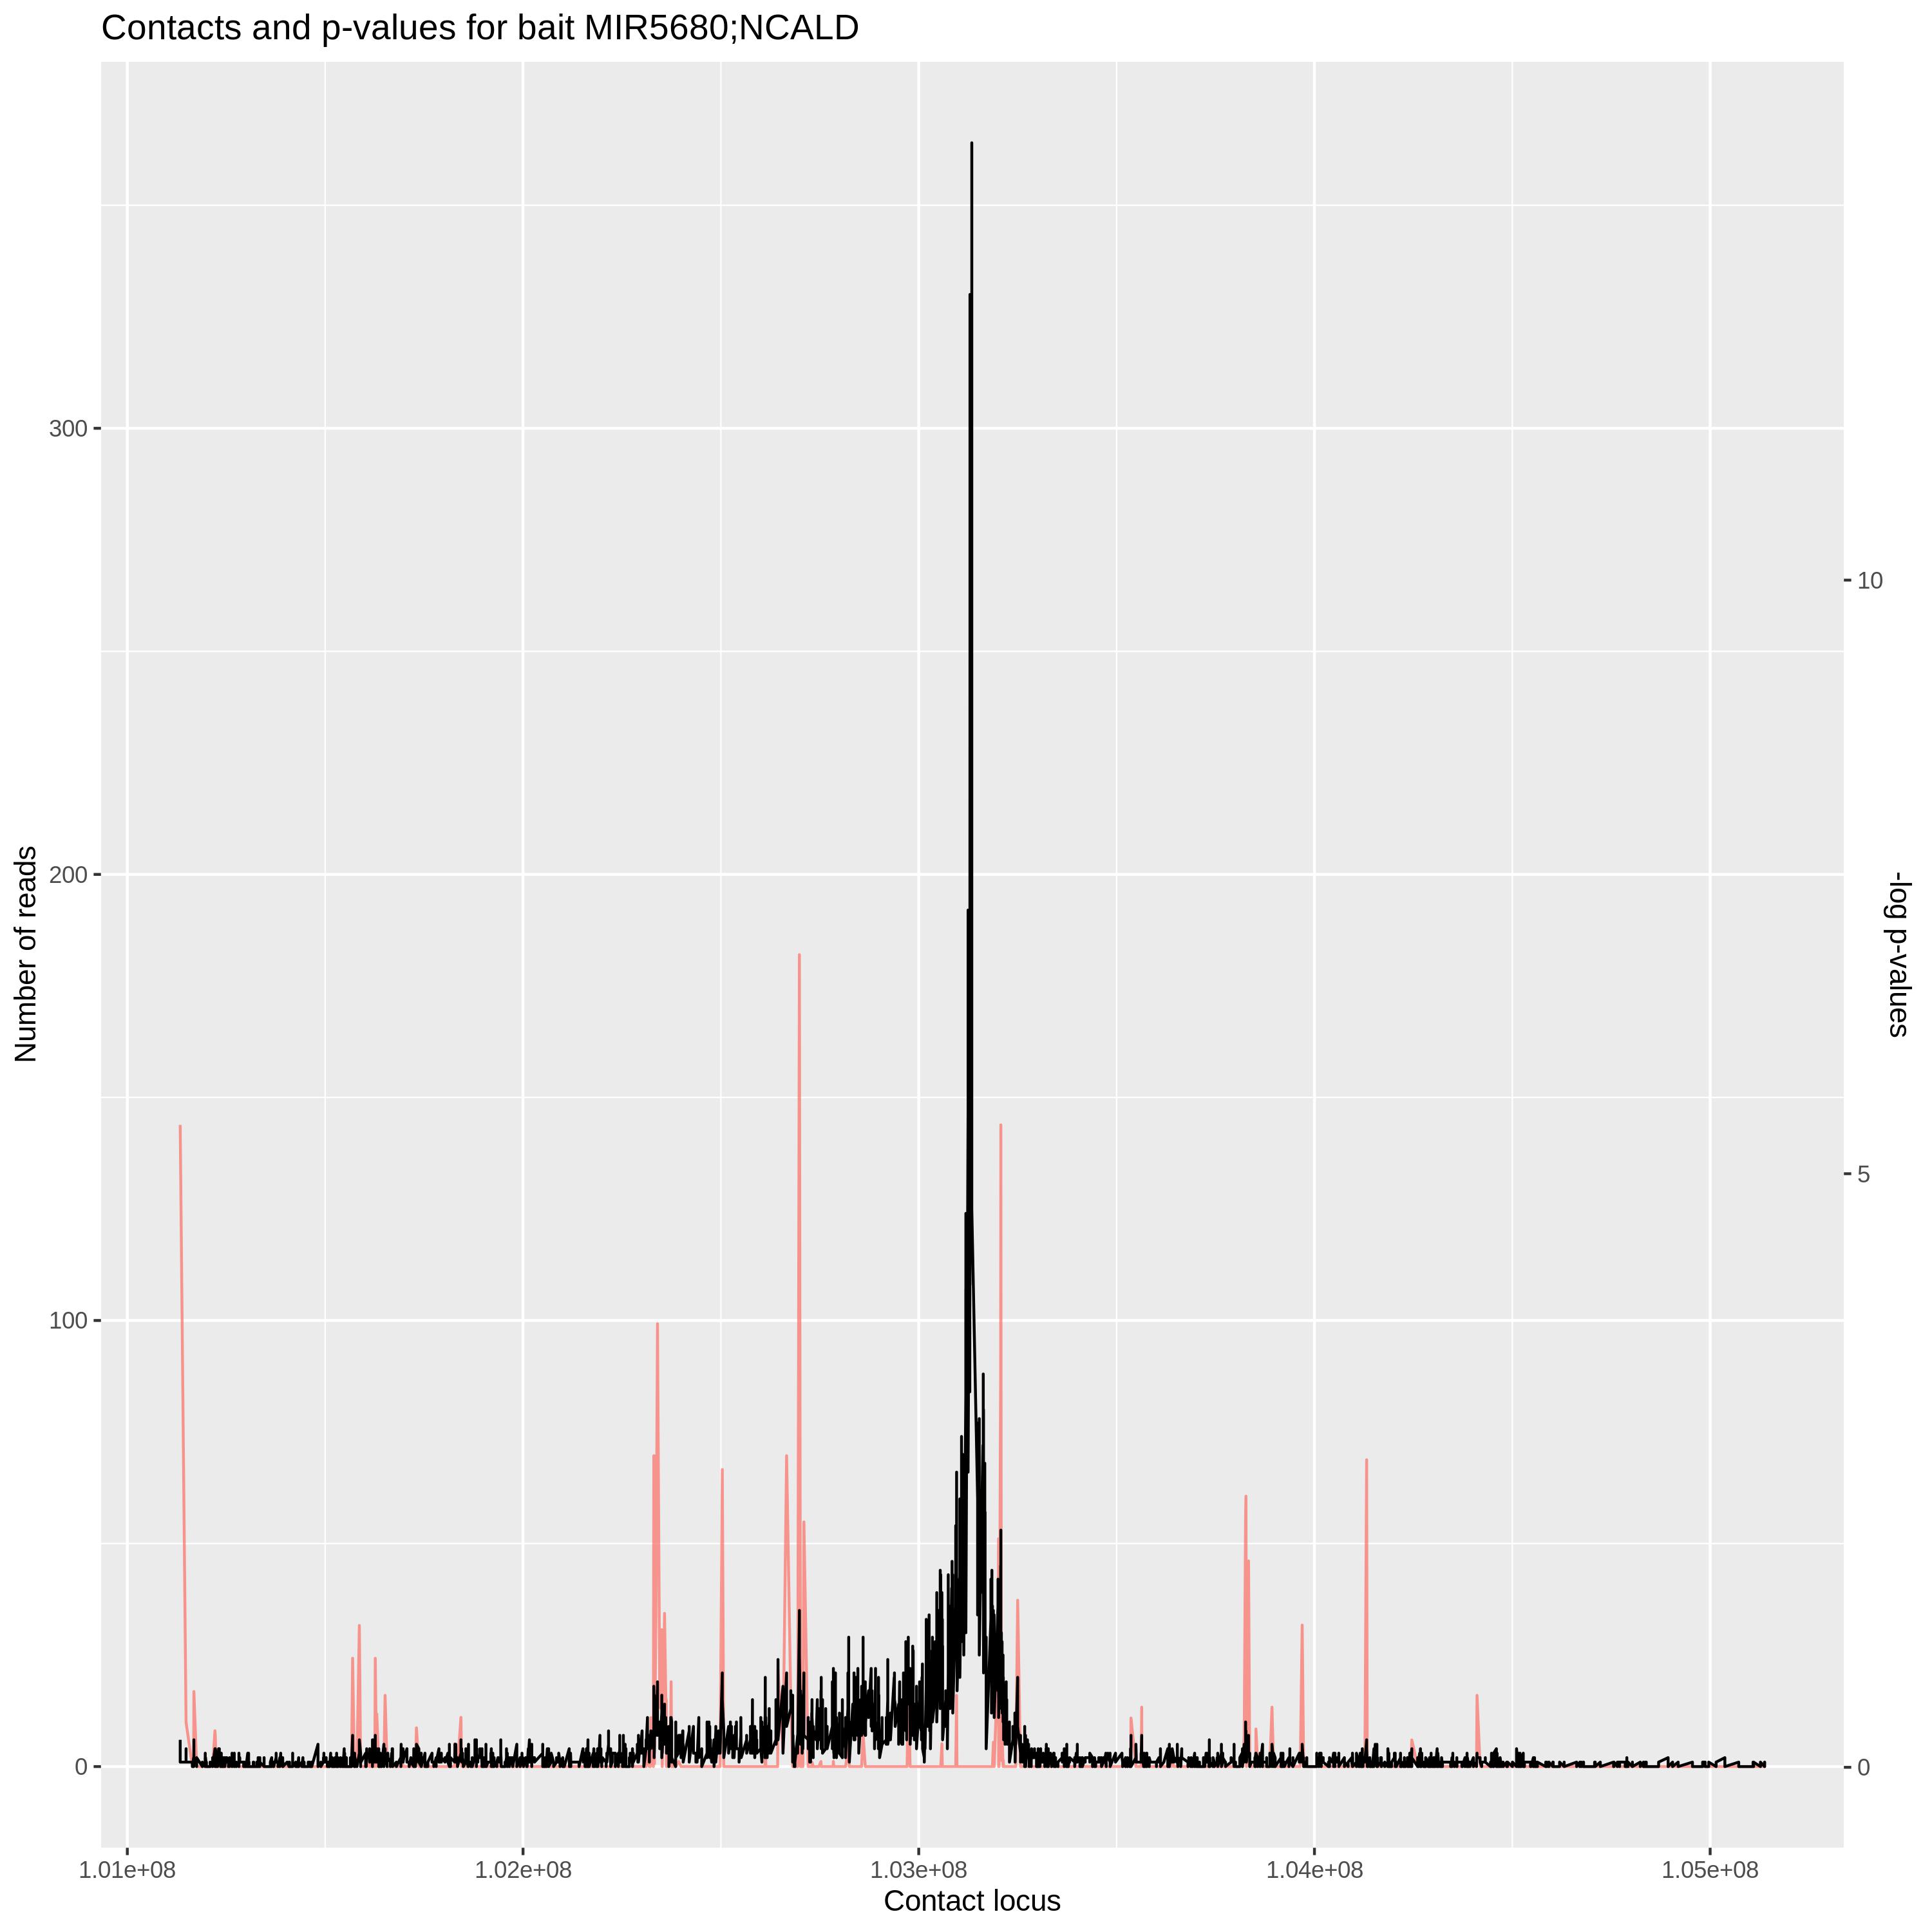 Contacts and p-values for bait MIR5680;NCALD
300
200
100
0
Number of reads
10
5
0
-log p-values
1.01e+08 1.02e+08 1.03e+08 1.04e+08 1.05e+08
Contact locus